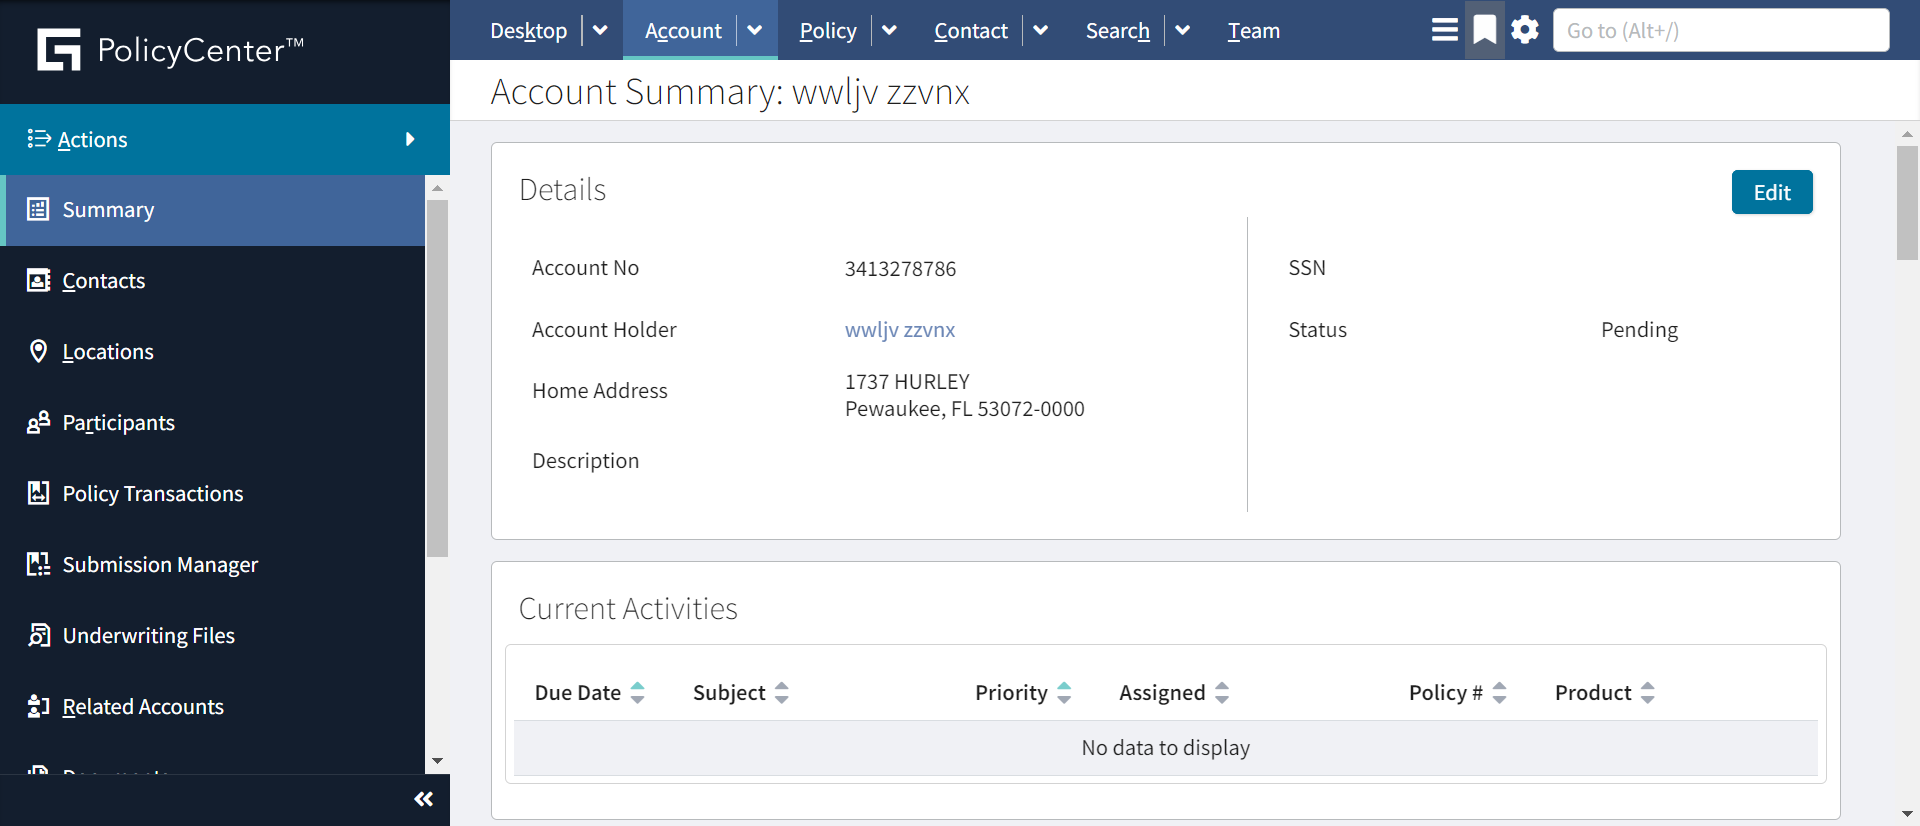 PolicyCenter™
Desktop
Account
Policy
Contact
Search
Team
Go to (Alt+/)
Account Summary: wwljv zzvnx
Actions
Summary
Contacts
Locations
Participants
Policy Transactions
Submission Manager
Underwriting Files
Related Accounts
Details
Edit
Account No 3413278786
SSN
Account Holder wwljv zzvnx
Status Pending
Home Address 1737 HURLEY
Pewaukee, FL 53072-0000
Description
Current Activities
Due Date Subject Priority Assigned Policy # Product
No data to display